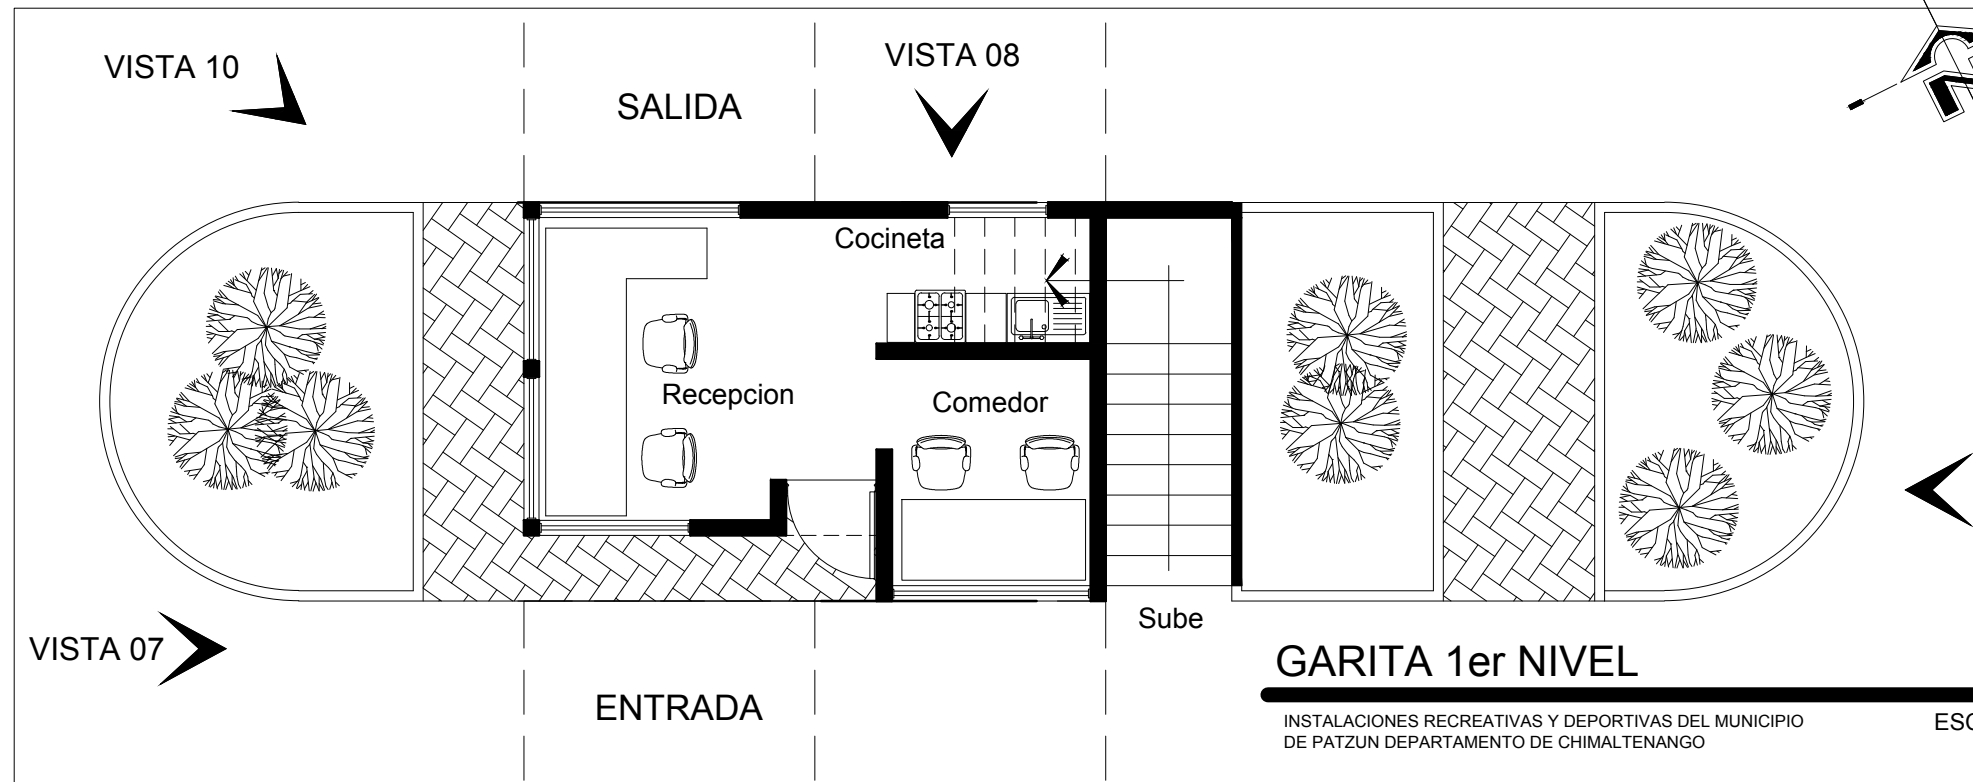 VISTA 10
VISTA 08
SALIDA
Cocineta
Recepcion
Comedor
Sube
VISTA 07
GARITA 1er NIVEL
ENTRADA
INSTALACIONES RECREATIVAS Y DEPORTIVAS DEL MUNICIPIO
DE PATZUN DEPARTAMENTO DE CHIMALTENANGO